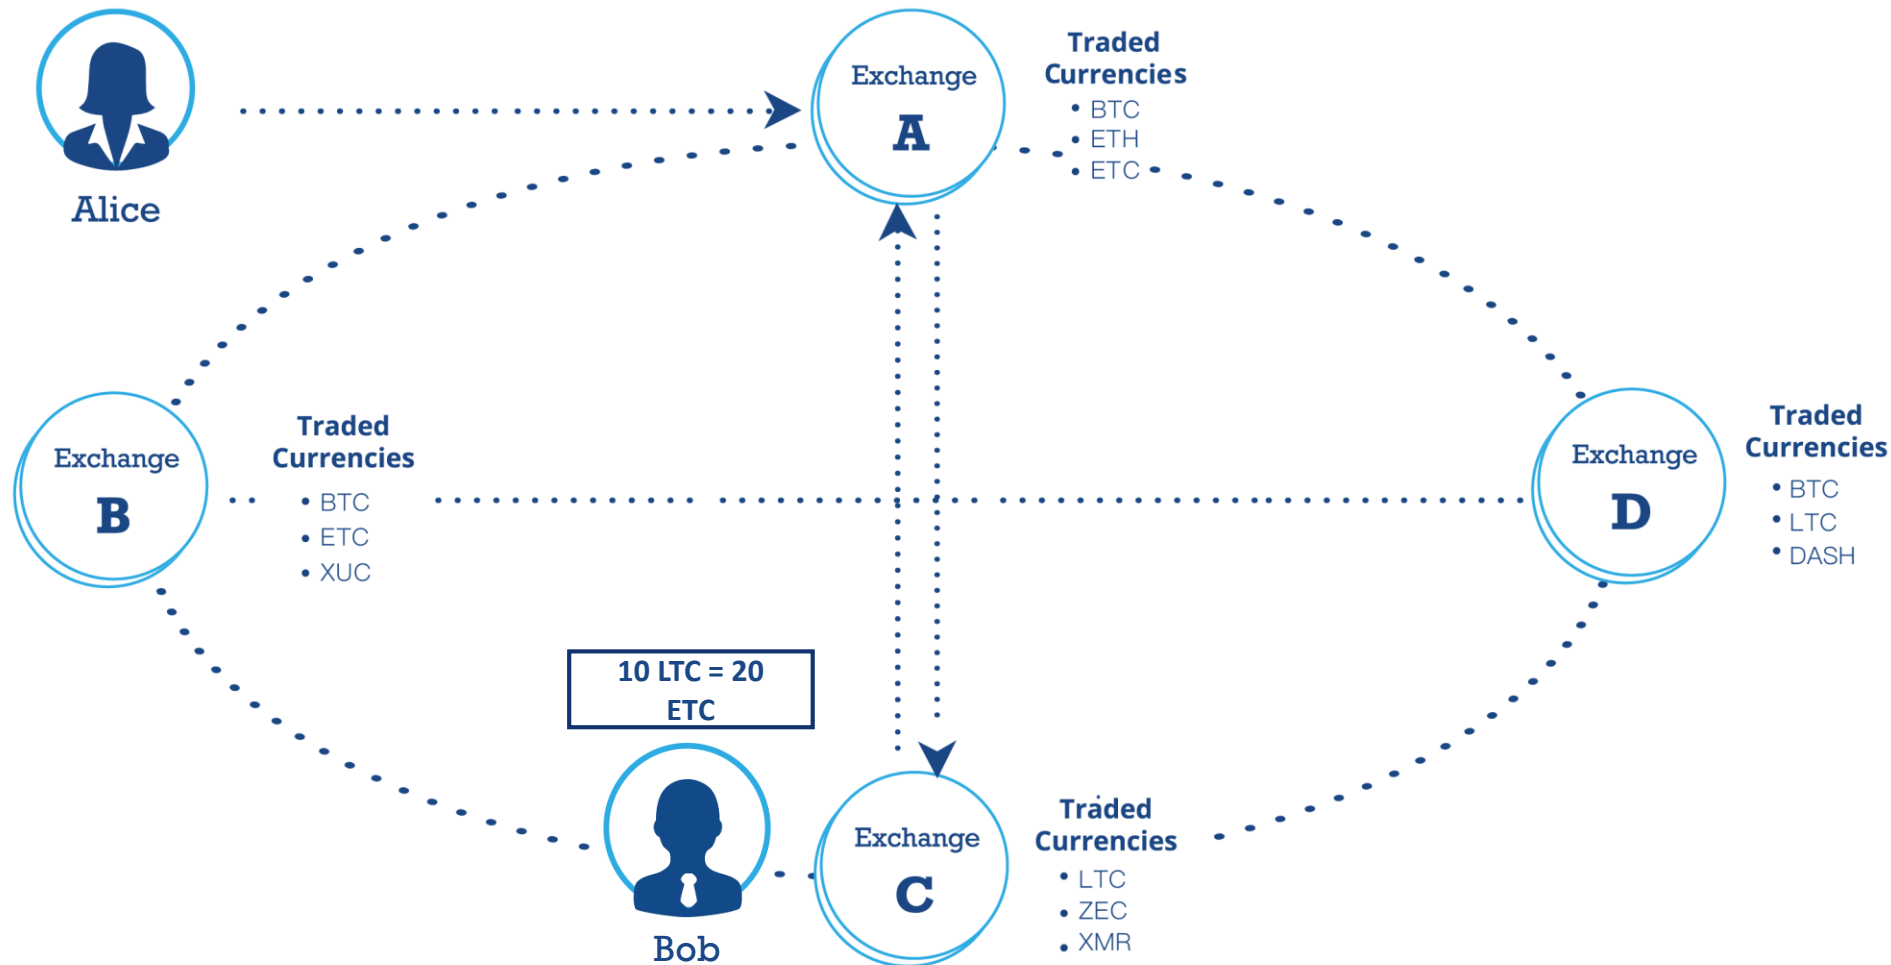 Alice
Exchange
A
Traded
Currencies
• BTC
• ETH
• ETC
Exchange
B
Traded
Currencies
• BTC
• ETC
• XUC
Exchange
D
Traded
Currencies
• BTC
• LTC
• DASH
10 LTC = 20
ETC
Bob
Exchange
C
Traded
Currencies
• LTC
• ZEC
• XMR